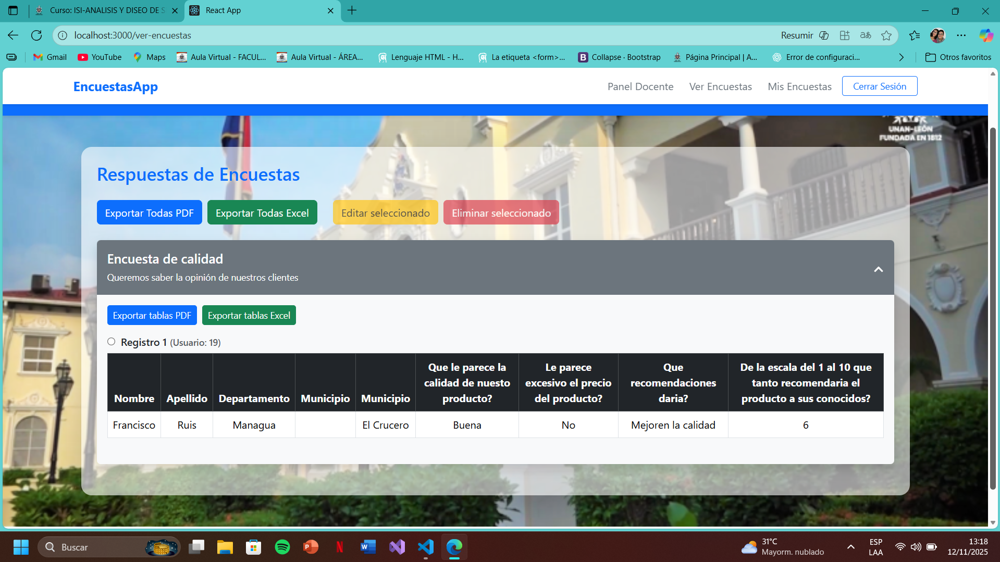 Curso: ISI-ANALISIS Y DISEO DE S
React App
localhost:3000/ver-encuestas
Resumir
Gmail
YouTube
Maps
Aula Virtual - FACUL...
Aula Virtual - ÁREA...
Lenguaje HTML - H...
La etiqueta <form>...
Collapse · Bootstrap
Página Principal | A...
Error de configuraci...
Otros favoritos
EncuestasApp
Panel Docente
Ver Encuestas
Mis Encuestas
Cerrar Sesión
UNAN-LEÓN
FUNDADA EN 1812
Respuestas de Encuestas
Exportar Todas PDF
Exportar Todas Excel
Editar seleccionado
Eliminar seleccionado
Encuesta de calidad
Queremos saber la opinión de nuestros clientes
Exportar tablas PDF
Exportar tablas Excel
Registro 1 (Usuario: 19)
Nombre
Apellido
Departamento
Municipio
Municipio
Que le parece la
calidad de nuesto
producto?
Le parece
excesivo el precio
del producto?
Que
recomendaciones
daria?
De la escala del 1 al 10 que
tanto recomendaria el
producto a sus conocidos?
Francisco
Ruis
Managua
El Crucero
Buena
No
Mejoren la calidad
6
Buscar
31°C
Mayorm. nublado
ESP
LAA
13:18
12/11/2025